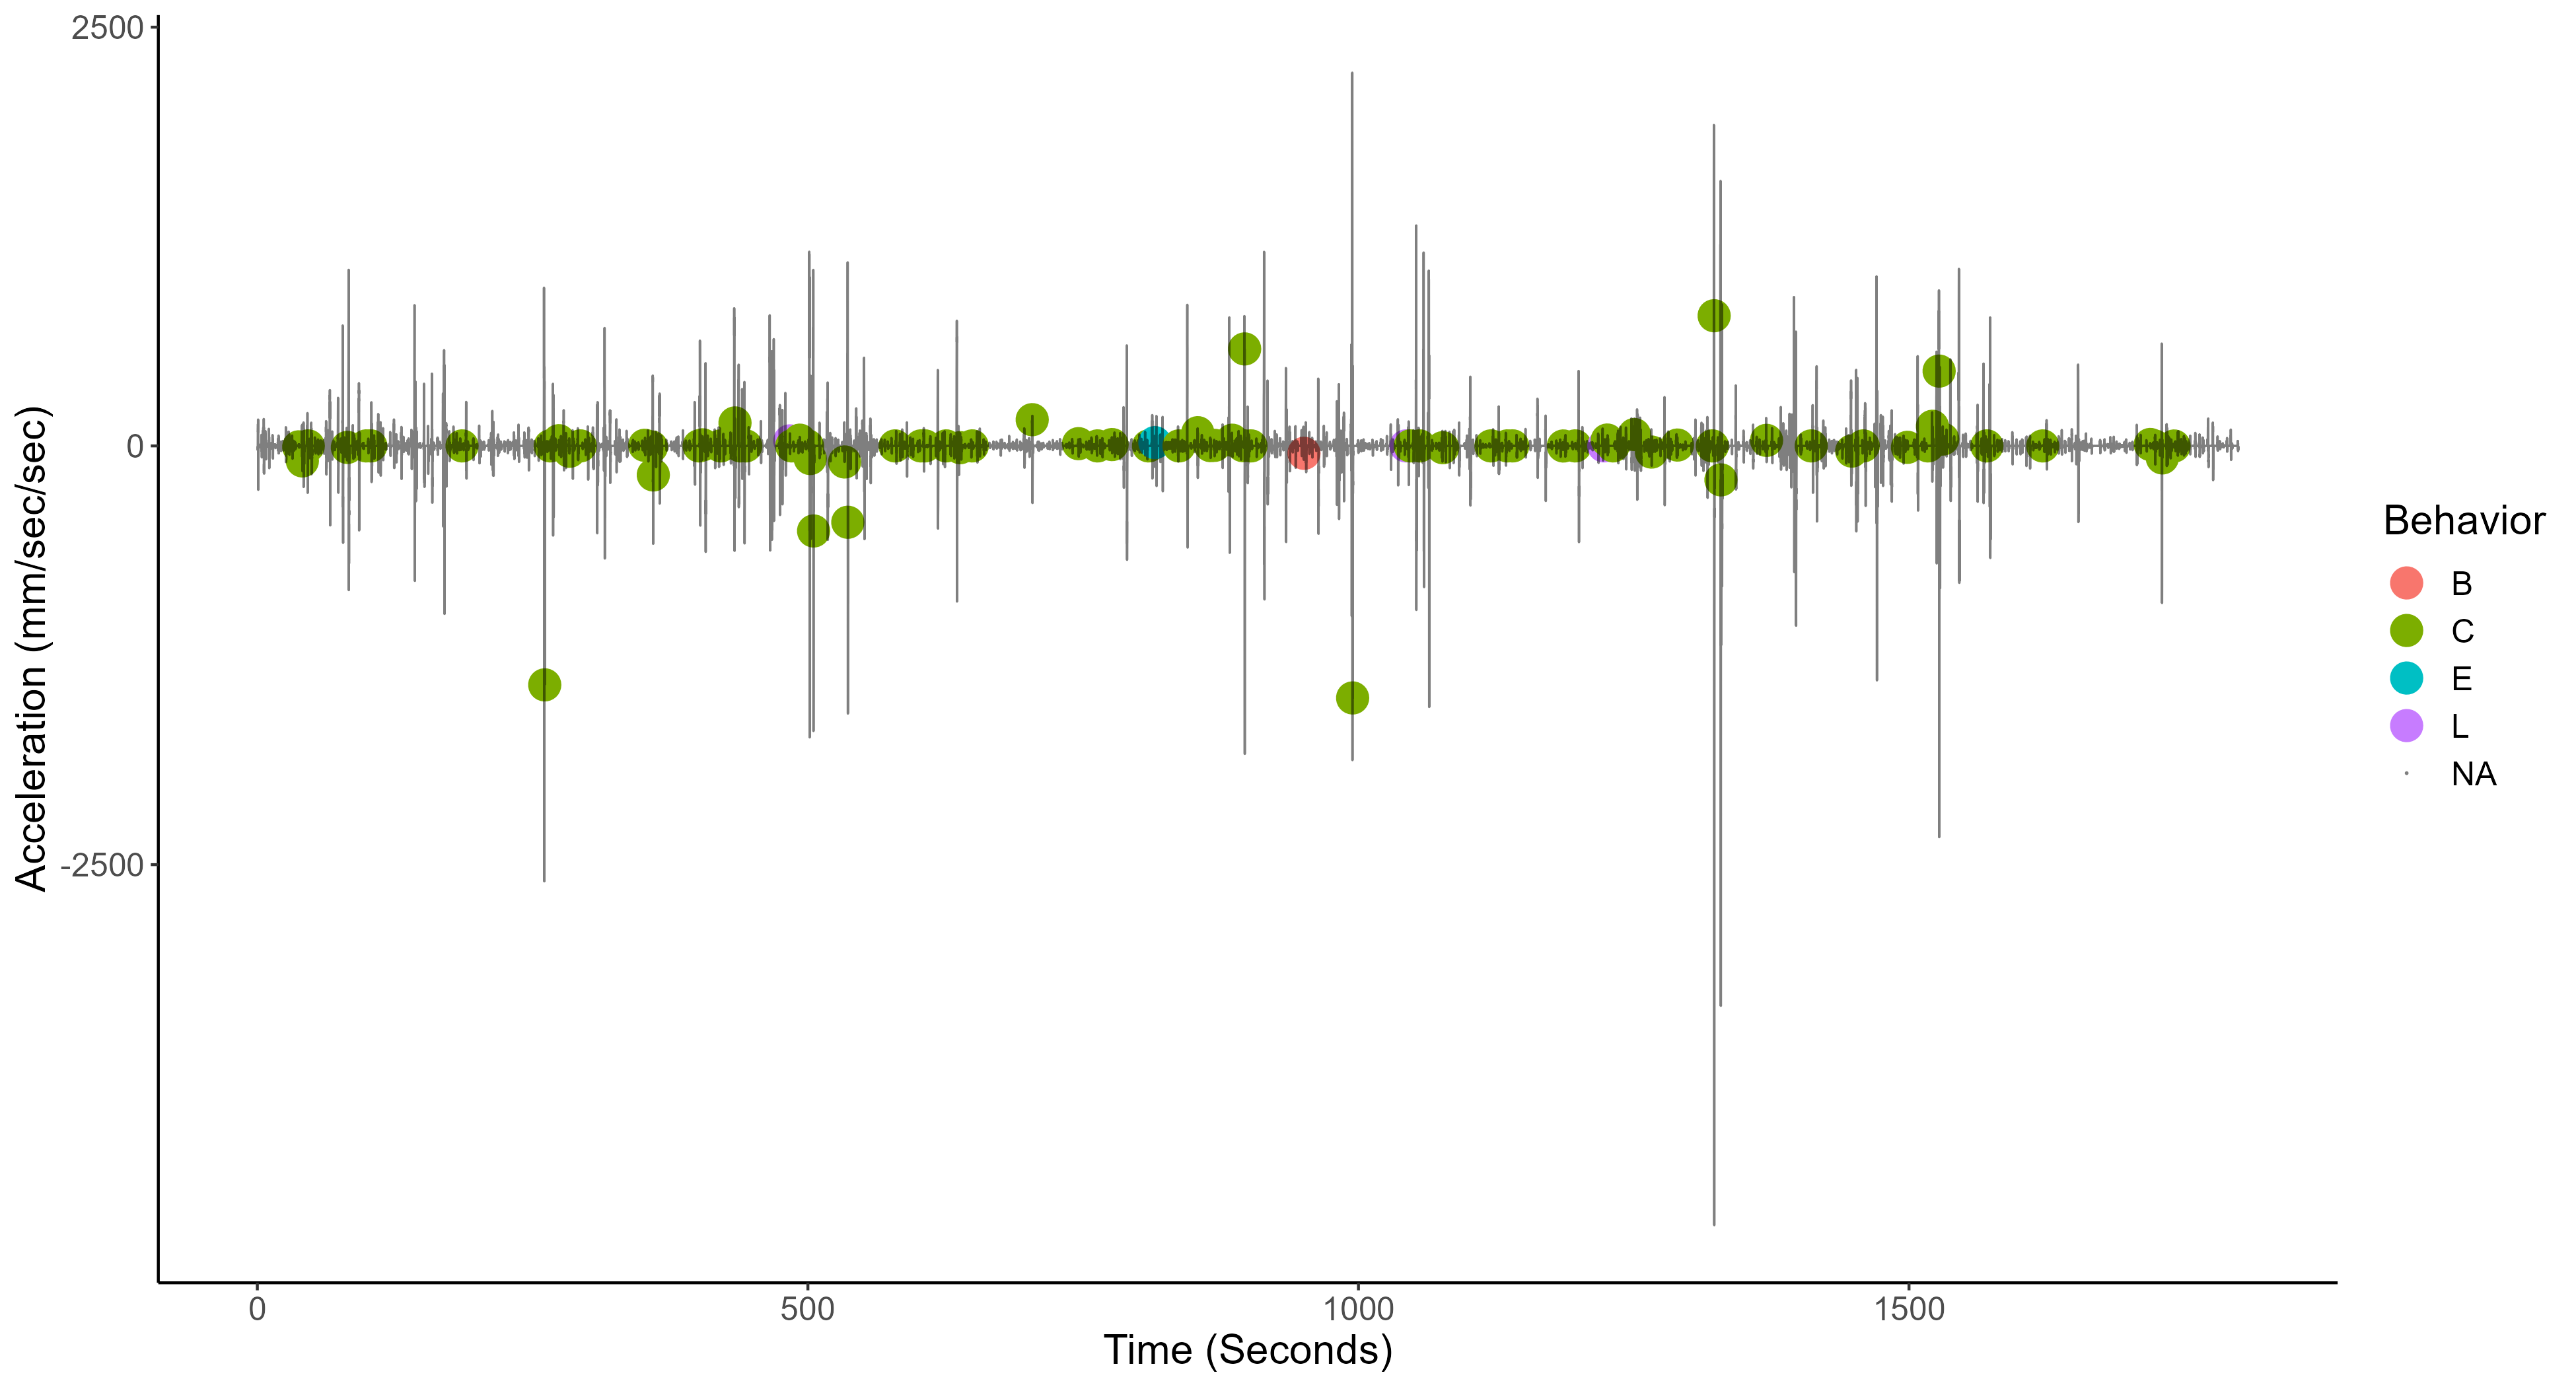 2500
0
-2500
Acceleration (mm/sec/sec)
0
500
1000
1500
Time (Seconds)
Behavior
B
C
E
L
NA